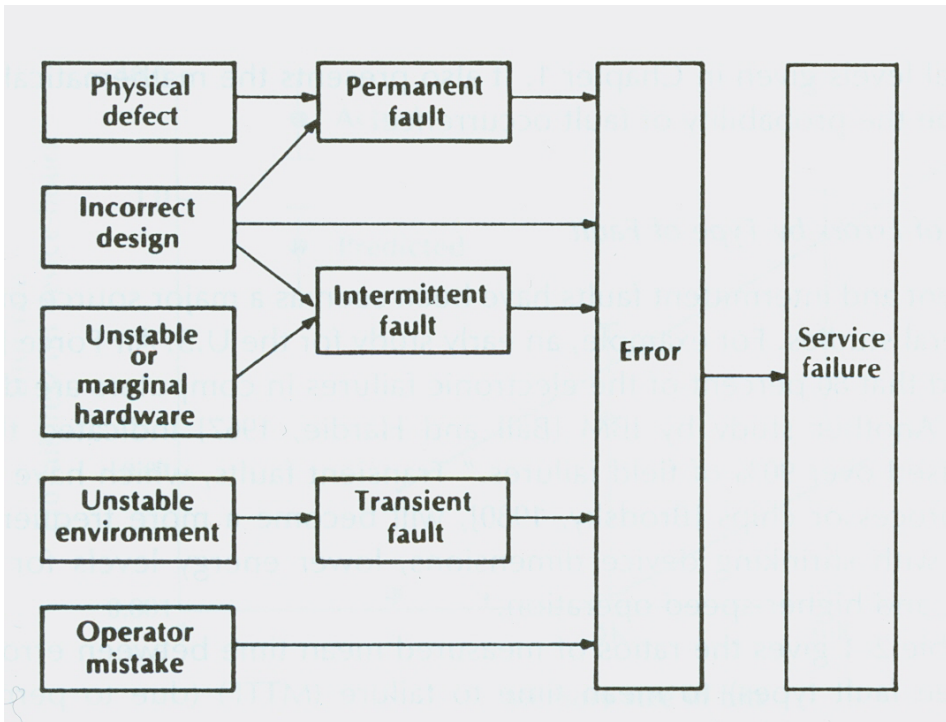 Physical
defect
Permanent
fault
Incorrect
design
Intermittent
fault
Unstable
or
marginal
hardware
Unstable
environment
Transient
fault
Operator
mistake
Error
Service
failure